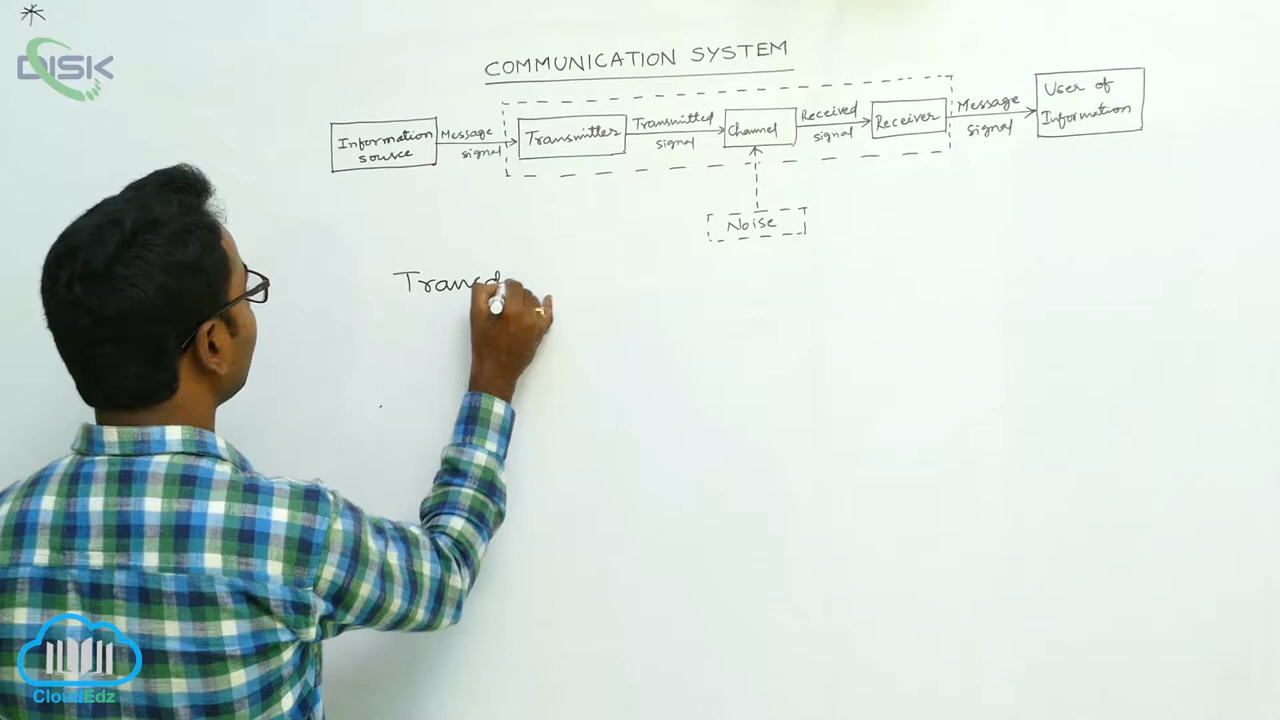 DISK
COMMUNICATION SYSTEM
Information source
Message signal
Transmitter
Transmitted signal
Channel
Received signal
Receiver
Message signal
User of Information
Noise
Transd
CloudEdz